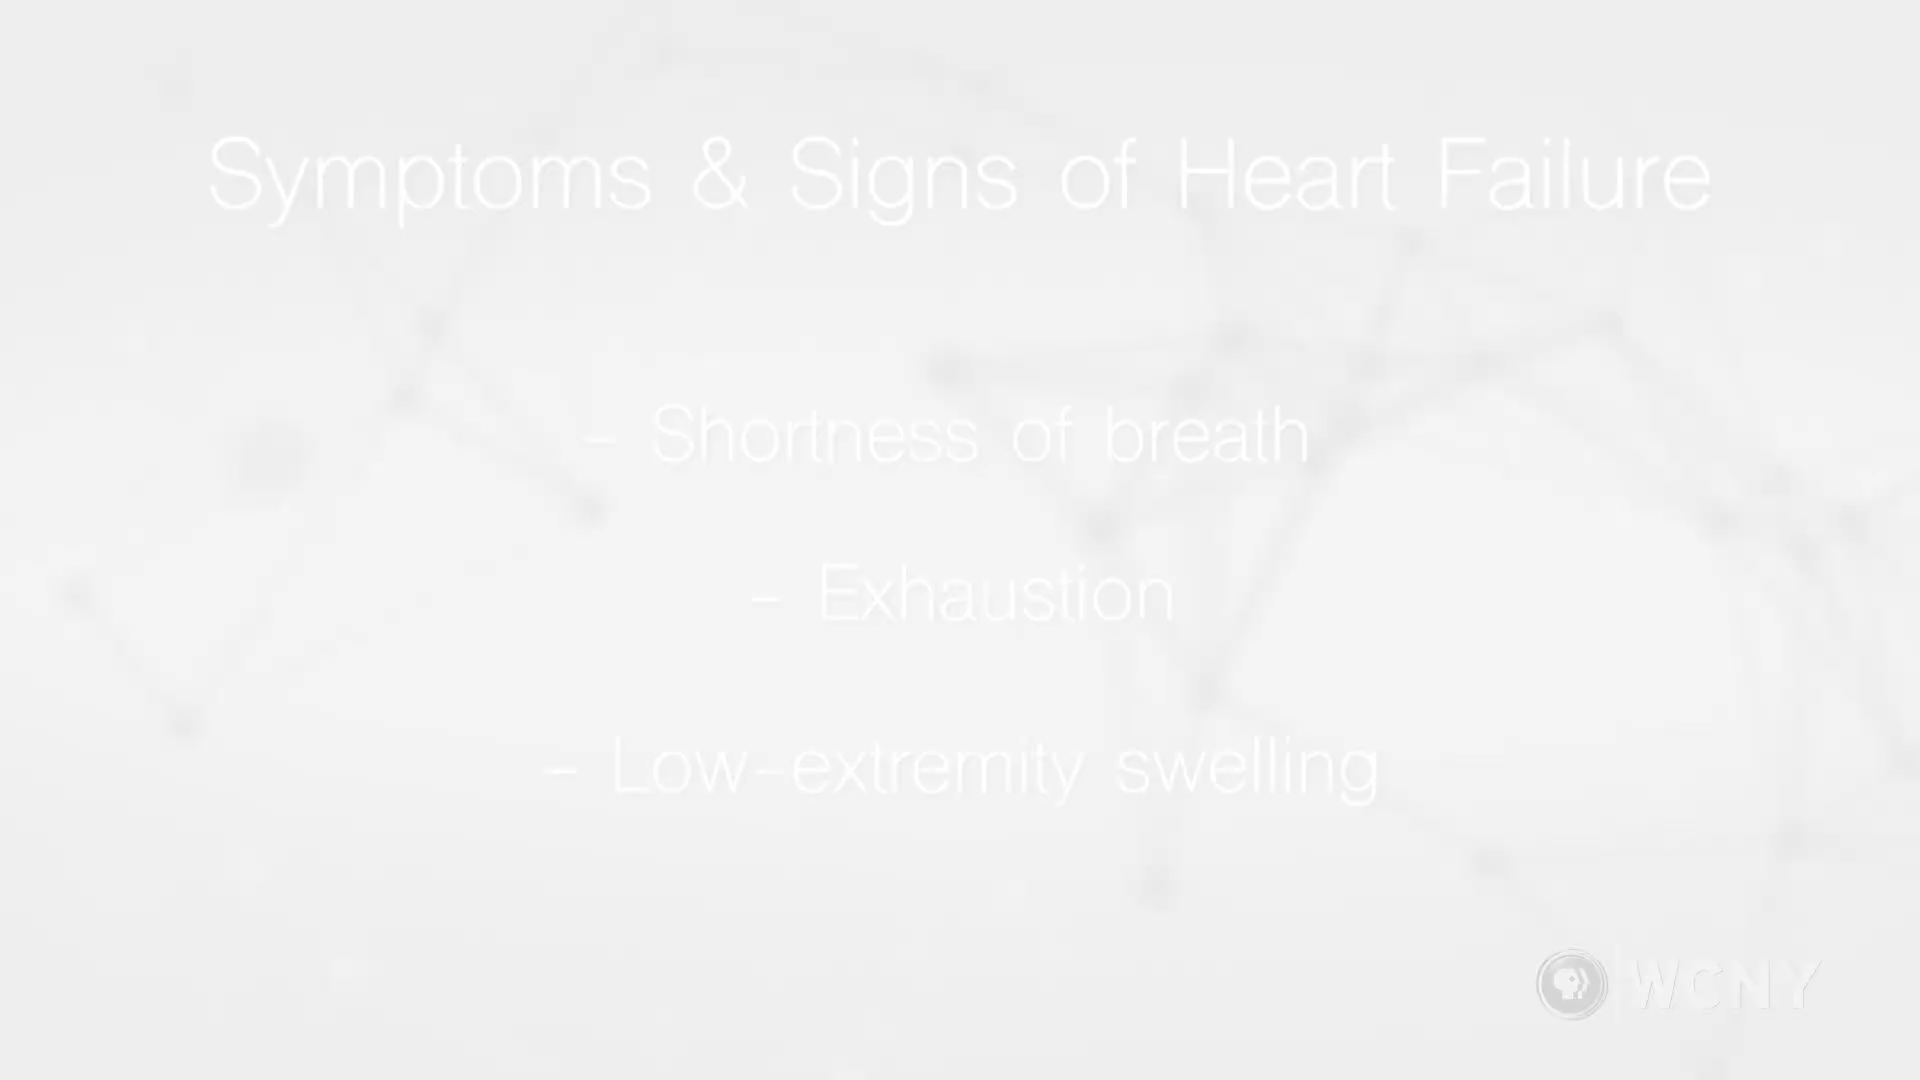 Symptoms & Signs of Heart Failure
- Shortness of breath
- Exhaustion
- Low-extremity swelling
WCNY